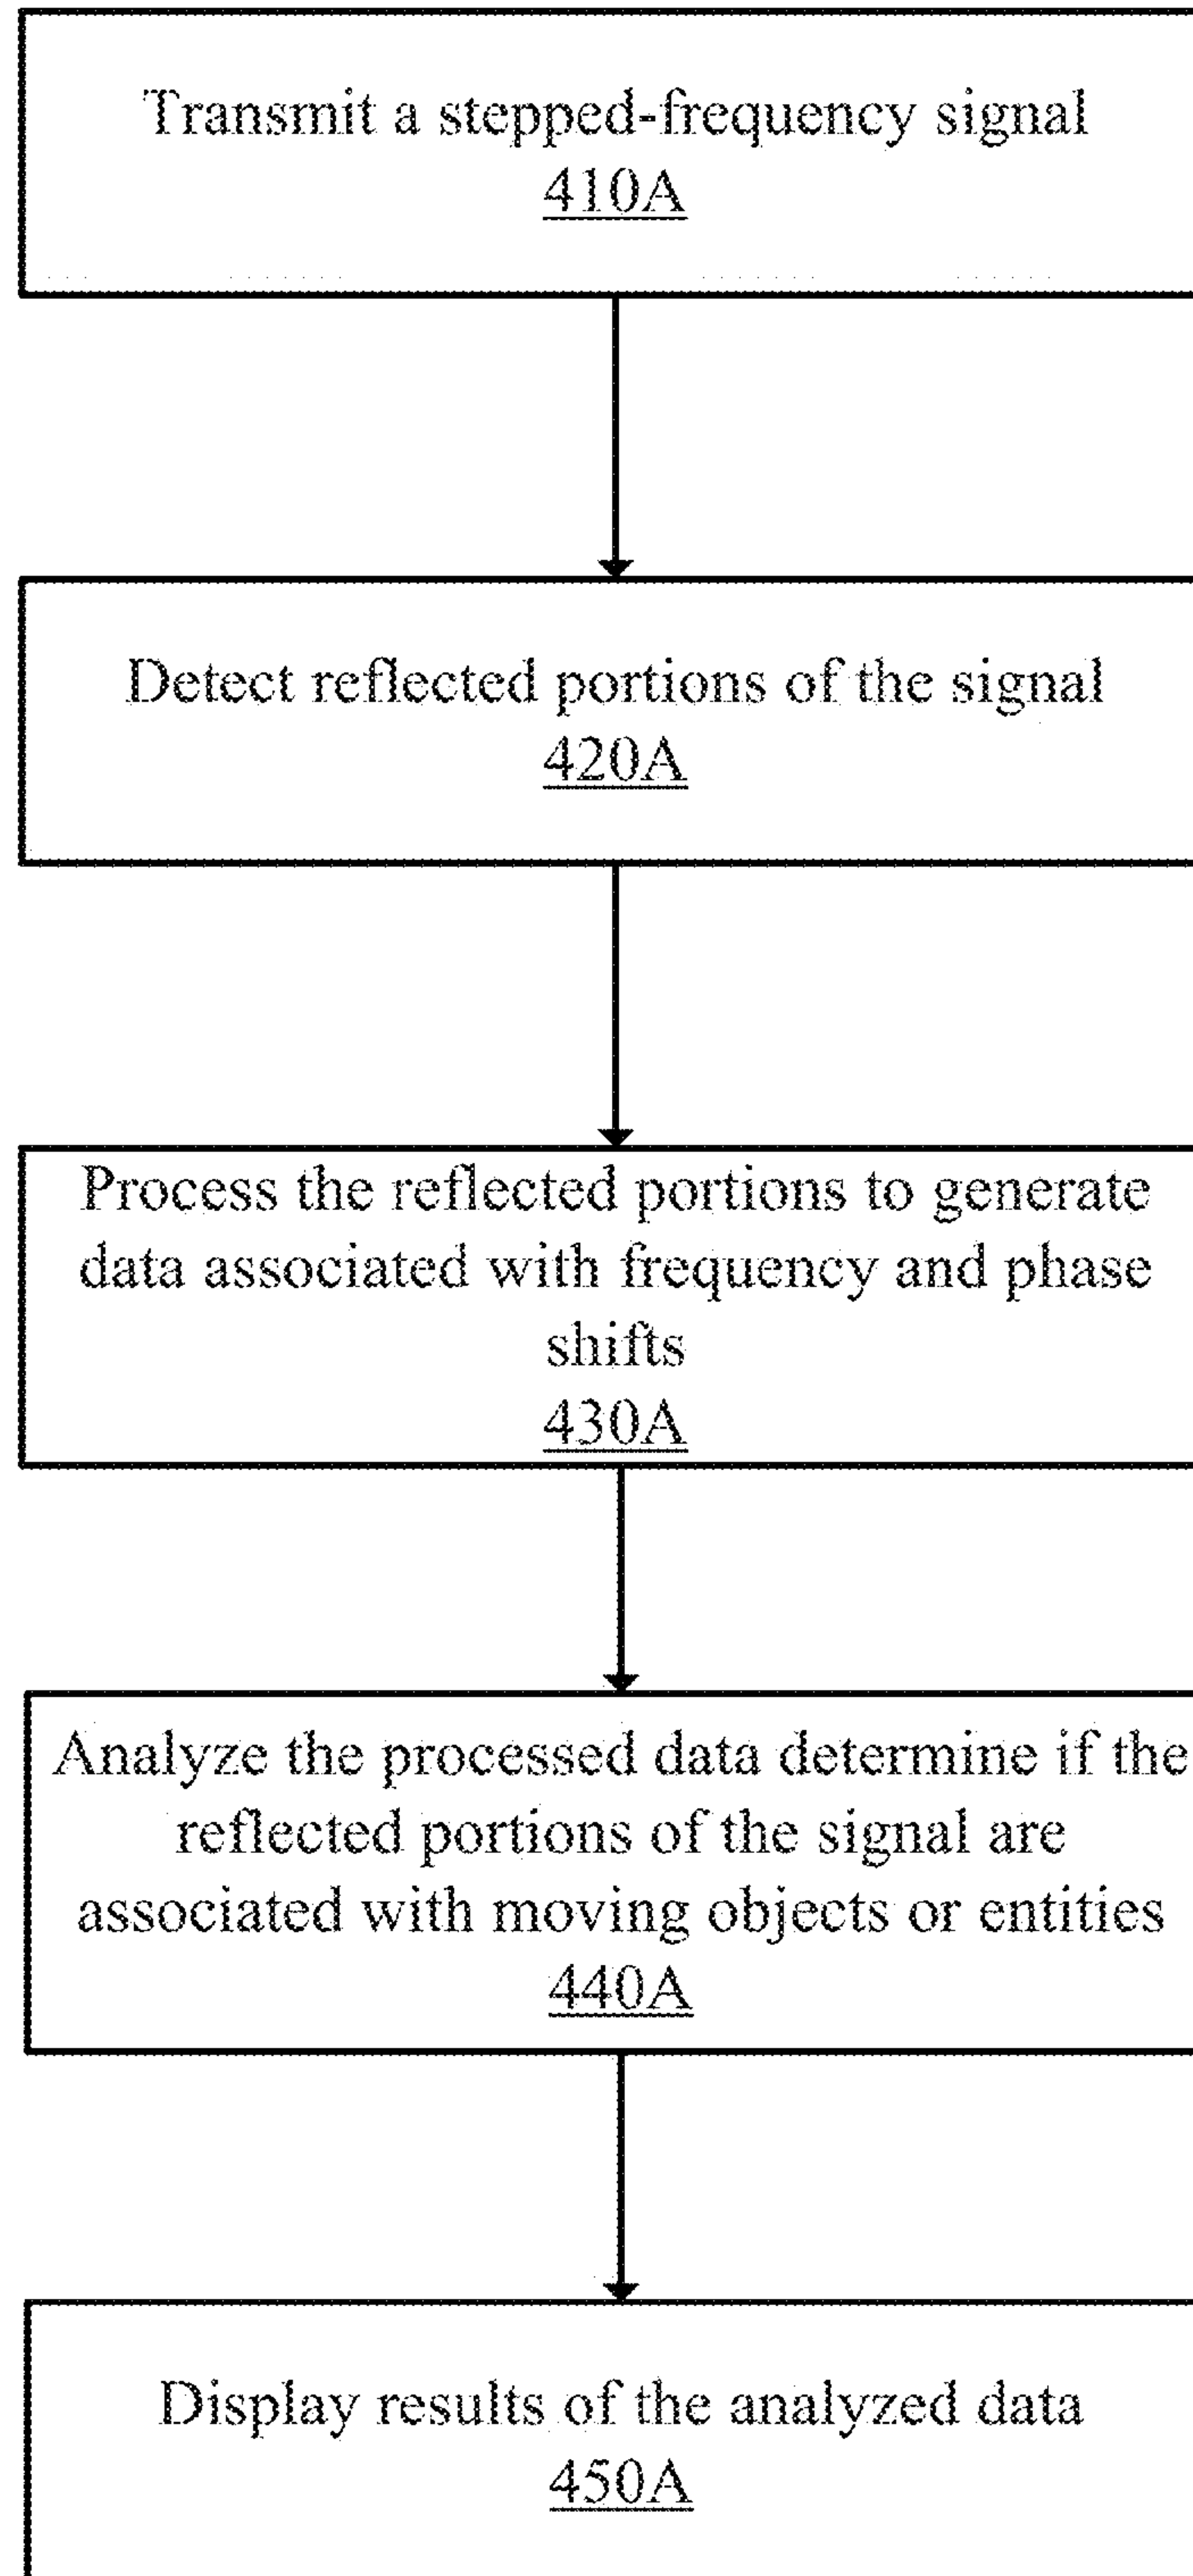 Transmit a stepped-frequency signal
410A
Detect reflected portions of the signal
420A
Process the reflected portions to generate
data associated with frequency and phase
shifts
430A
Analyze the processed data determine if the
reflected portions of the signal are
associated with moving objects or entities
440A
Display results of the analyzed data
450A